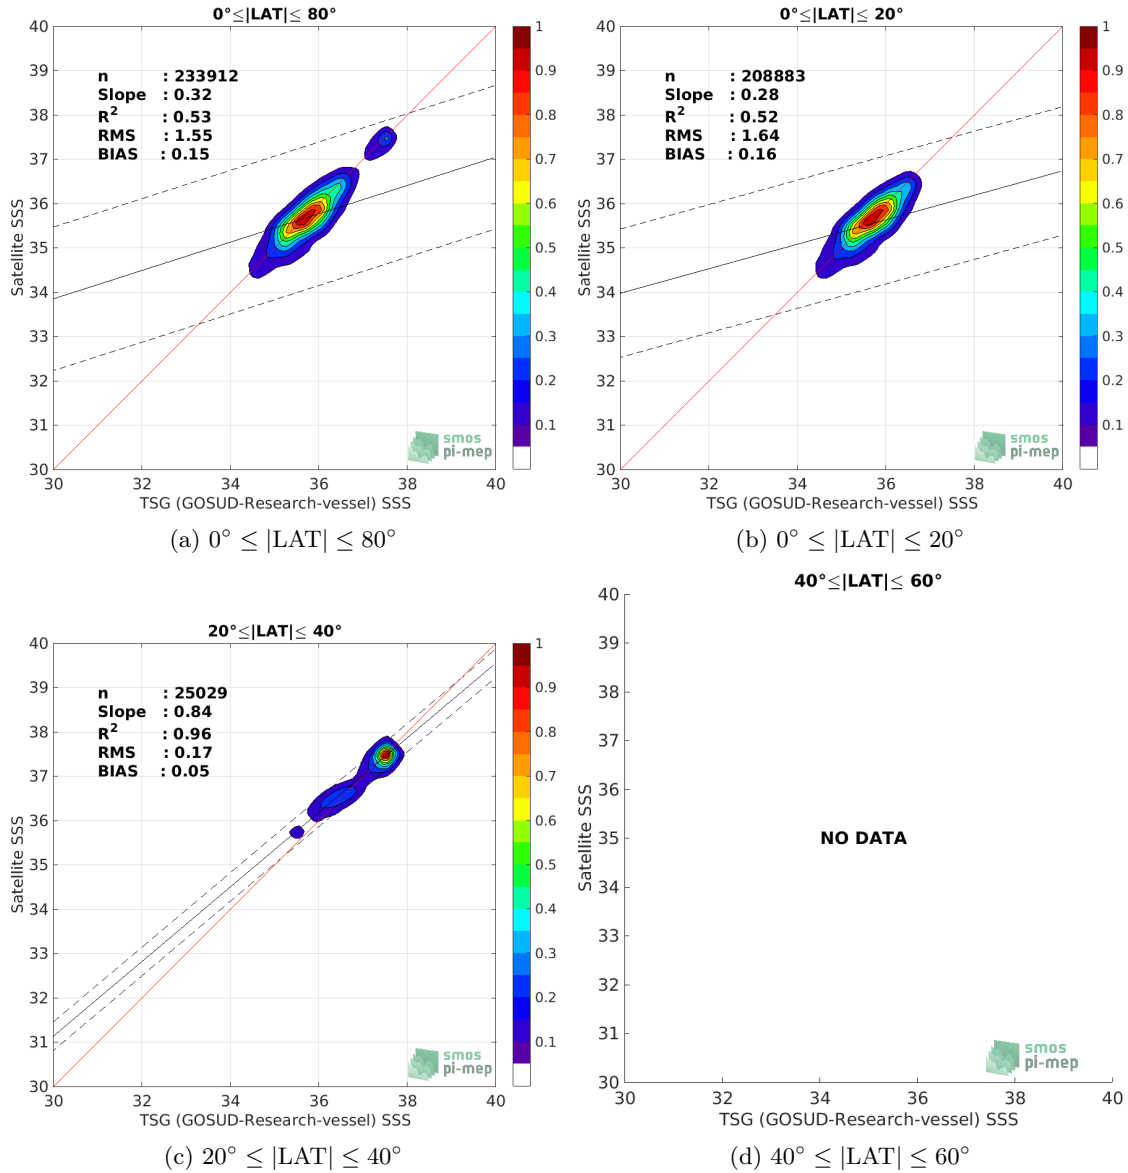 0°≤|LAT|≤ 80°
n : 233912
Slope : 0.32
R² : 0.53
RMS : 1.55
BIAS : 0.15
40
39
38
37
36
35
34
33
32
31
30
30 32 34 36 38 40
Satellite SSS
TSG (GOSUD-Research-vessel) SSS
1
0.9
0.8
0.7
0.6
0.5
0.4
0.3
0.2
0.1
smos
pi-mep
(a) 0° ≤ |LAT| ≤ 80°
0°≤|LAT|≤ 20°
n : 208883
Slope : 0.28
R² : 0.52
RMS : 1.64
BIAS : 0.16
40
39
38
37
36
35
34
33
32
31
30
30 32 34 36 38 40
Satellite SSS
TSG (GOSUD-Research-vessel) SSS
1
0.9
0.8
0.7
0.6
0.5
0.4
0.3
0.2
0.1
smos
pi-mep
(b) 0° ≤ |LAT| ≤ 20°
20°≤|LAT|≤ 40°
n : 25029
Slope : 0.84
R² : 0.96
RMS : 0.17
BIAS : 0.05
40
39
38
37
36
35
34
33
32
31
30
30 32 34 36 38 40
Satellite SSS
TSG (GOSUD-Research-vessel) SSS
1
0.9
0.8
0.7
0.6
0.5
0.4
0.3
0.2
0.1
smos
pi-mep
(c) 20° ≤ |LAT| ≤ 40°
40°≤|LAT|≤ 60°
40
39
38
37
36
35
34
33
32
31
30
30 32 34 36 38 40
Satellite SSS
NO DATA
TSG (GOSUD-Research-vessel) SSS
smos
pi-mep
(d) 40° ≤ |LAT| ≤ 60°